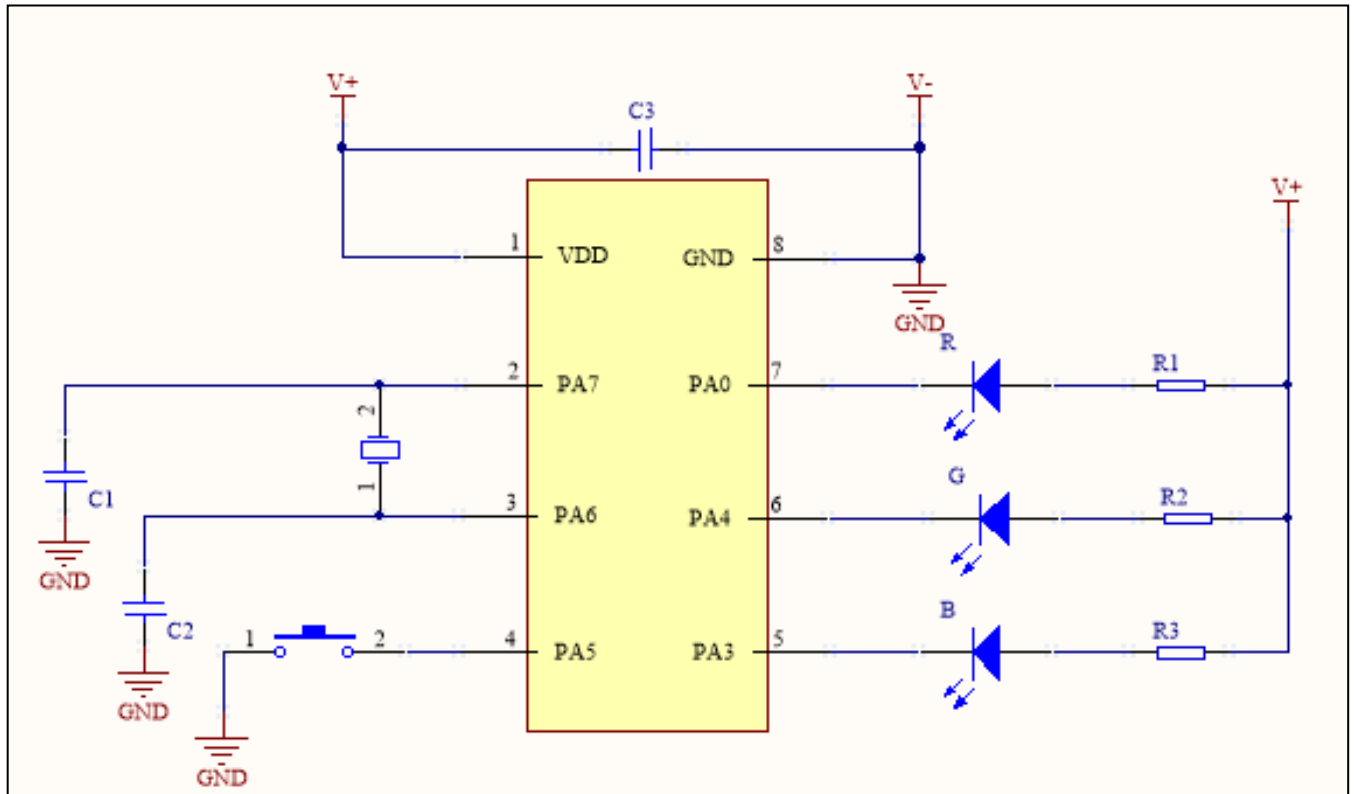 V+
V-
C3
V+
1
VDD
GND
8
GND
R
R1
2
PA7
PA0
7
2
G
R2
C1
1
3
PA6
PA4
6
GND
B
R3
C2
1
2
4
PA5
PA3
5
GND
GND